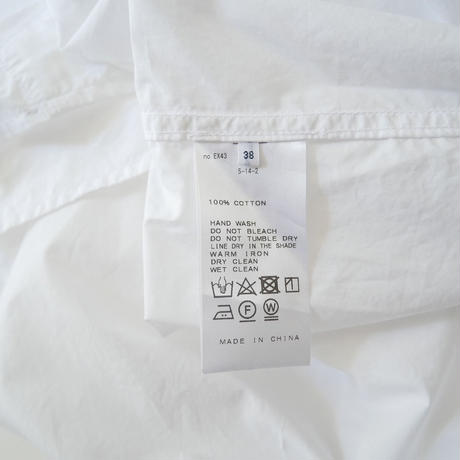 no EX43 38
5-14-2
100% COTTON
HAND WASH
DO NOT BLEACH
DO NOT TUMBLE DRY
LINE DRY IN THE SHADE
WARM IRON
DRY CLEAN
WET CLEAN
F W
MADE IN CHINA